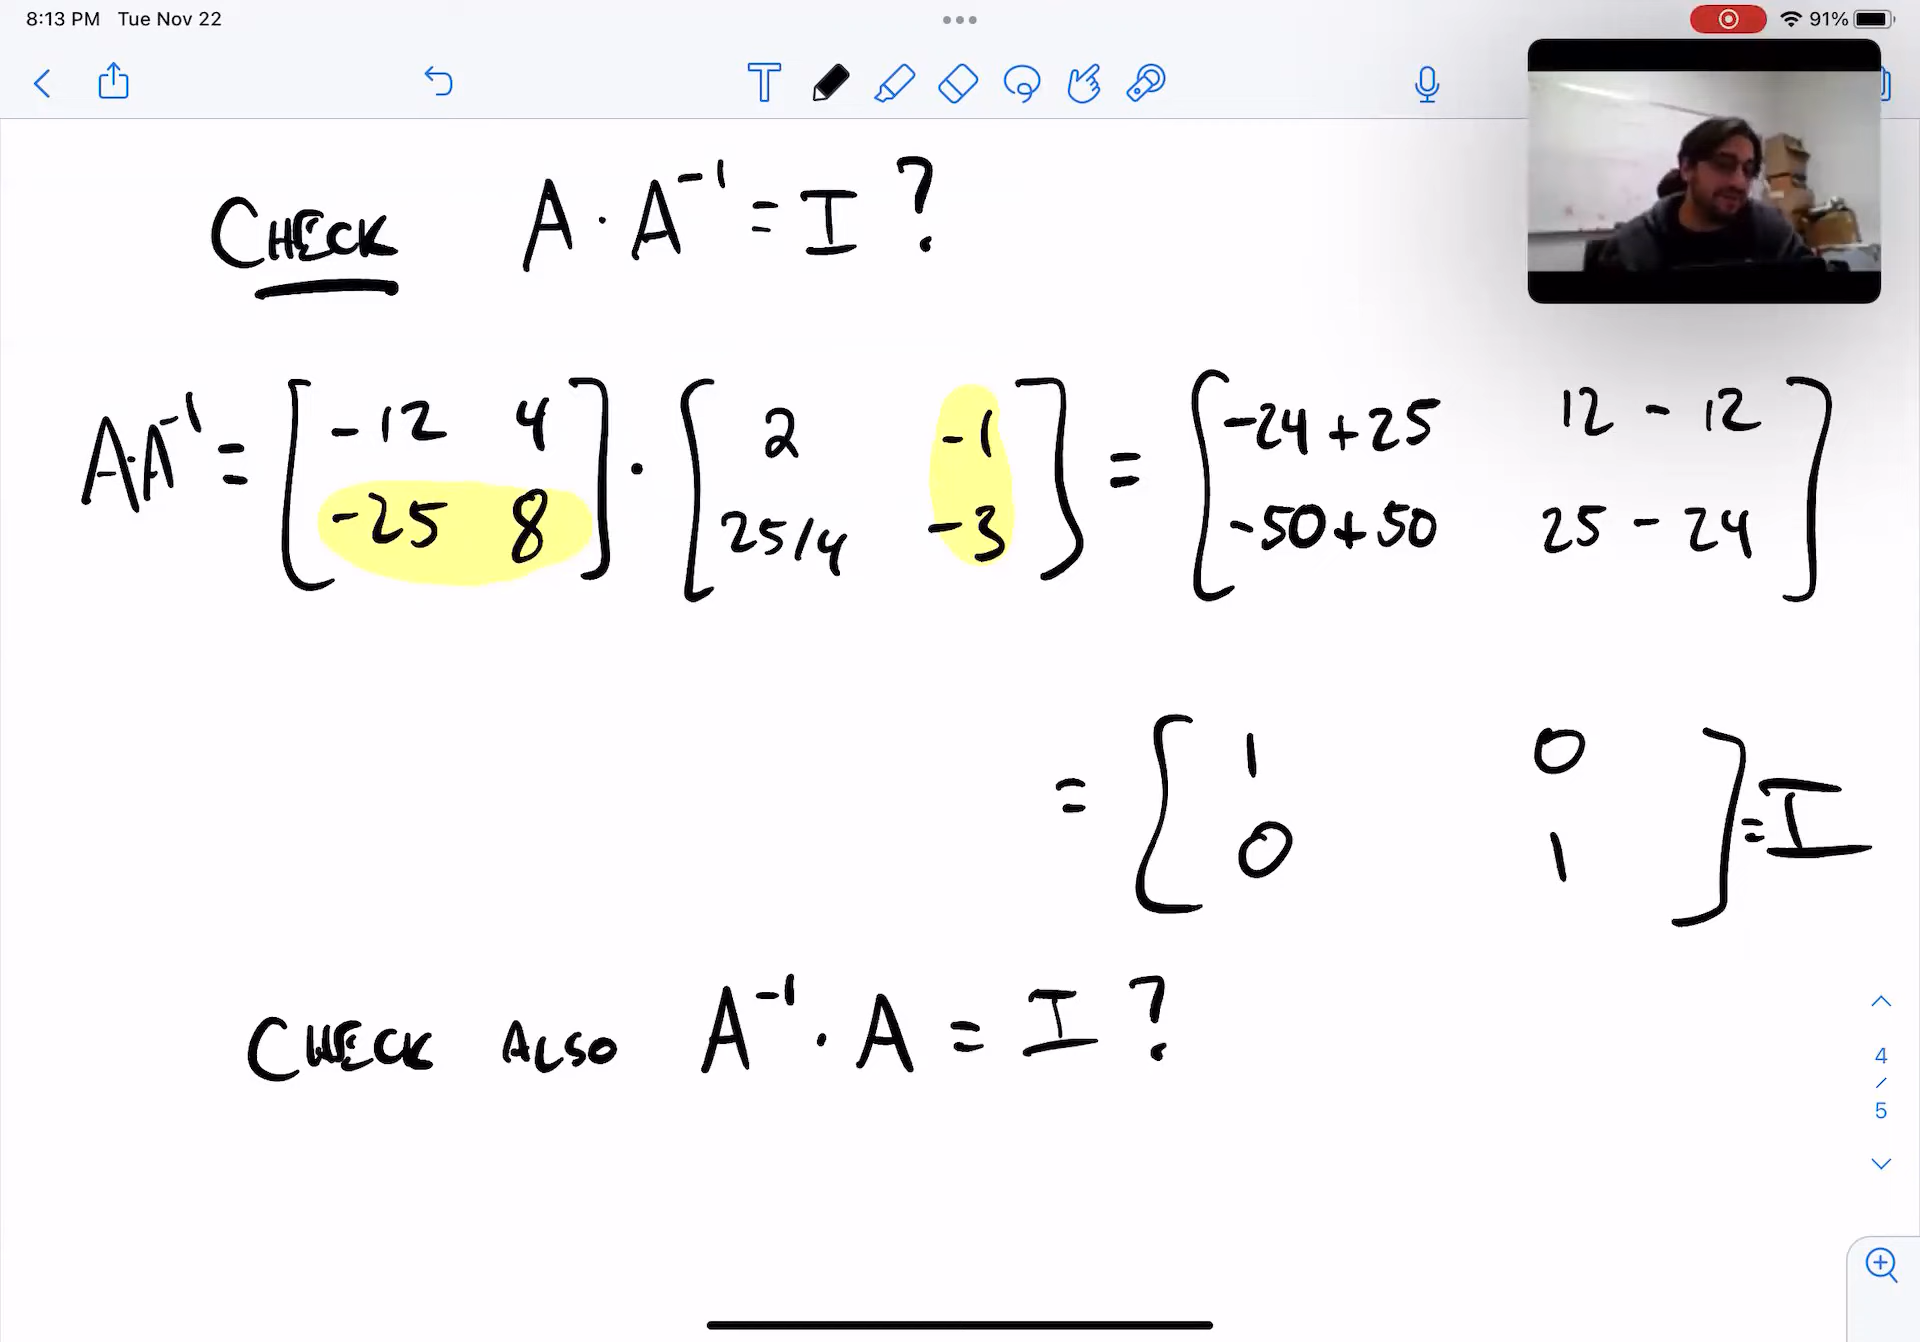 8:13 PM Tue Nov 22
91%
CHECK A · A⁻¹ = I ?
A·A⁻¹ = [ -12 4 ] · [ 2 -1 ] = [ -24+25 12 - 12 ]
[ -25 8 ] [ 25/4 -3 ] [ -50+50 25 - 24 ]
= [ 1 0 ] = I
[ 0 1 ]
CHECK ALSO A⁻¹ · A = I ?
4
/
5